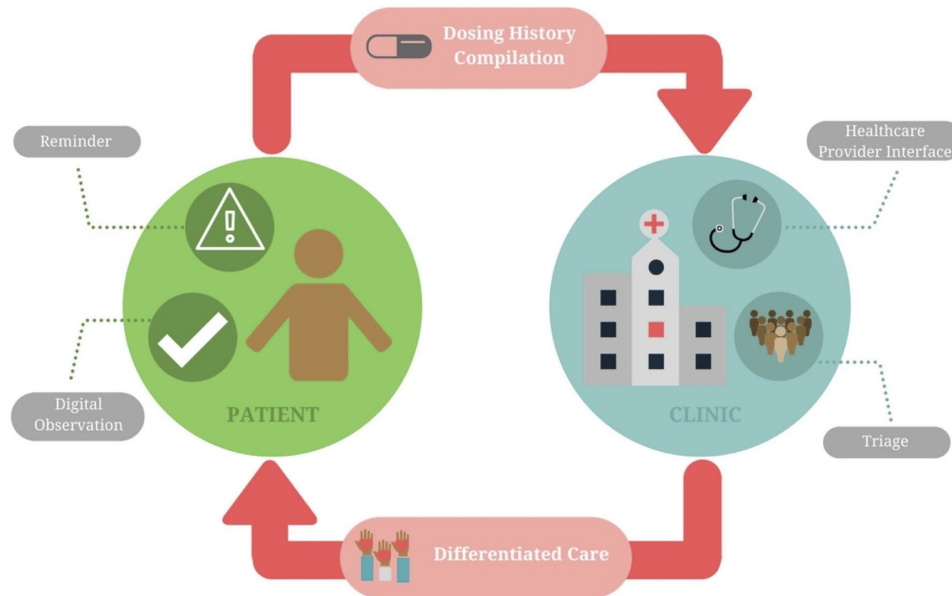 Dosing History
Compilation
Reminder
Healthcare
Provider Interface
Digital
Observation
PATIENT
CLINIC
Triage
Differentiated Care